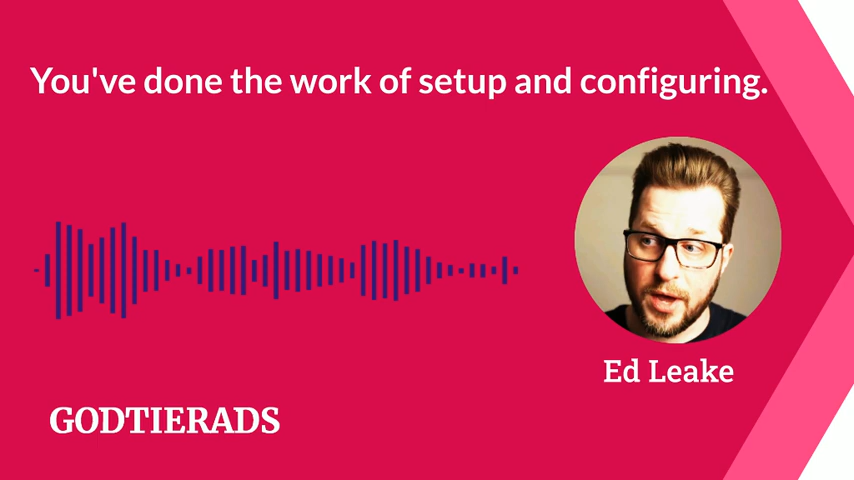 You've done the work of setup and configuring.
Ed Leake
GODTIERADS